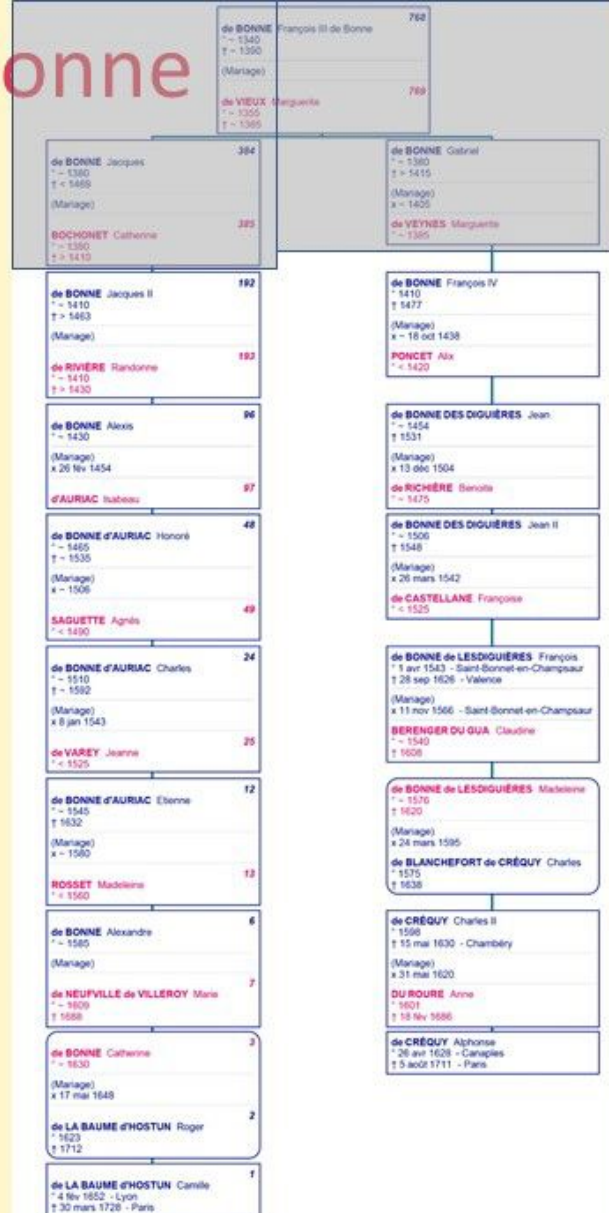 onne
768
de BONNE François III de Bonne
° ~ 1340
† ~ 1390
(Mariage)
769
de VIEUX Marguerite
° ~ 1355
† ~ 1385
384
de BONNE Jacques
° ~ 1380
† < 1469
(Mariage)
385
BOCHONET Catherine
° ~ 1390
† > 1410
192
de BONNE Jacques II
° ~ 1410
† > 1463
(Mariage)
193
de RIVIÈRE Randonne
° ~ 1410
† > 1430
96
de BONNE Alexis
° ~ 1430
(Mariage)
x 26 fév 1454
97
d'AURIAC Isabeau
48
de BONNE d'AURIAC Honoré
° ~ 1465
† ~ 1535
(Mariage)
x ~ 1506
49
SAGUETTE Agnès
° < 1490
24
de BONNE d'AURIAC Charles
° ~ 1510
† ~ 1592
(Mariage)
x 8 jan 1543
25
de VAREY Jeanne
° < 1525
12
de BONNE d'AURIAC Etienne
° ~ 1545
† 1632
(Mariage)
x ~ 1580
13
ROSSET Madeleine
° < 1560
6
de BONNE Alexandre
° ~ 1585
(Mariage)
7
de NEUFVILLE de VILLEROY Marie
° ~ 1609
† 1688
3
de BONNE Catherine
° ~ 1630
(Mariage)
x 17 mai 1648
2
de LA BAUME d'HOSTUN Roger
° 1623
† 1712
1
de LA BAUME d'HOSTUN Camille
° 4 fév 1652 - Lyon
† 30 mars 1728 - Paris
de BONNE Gabriel
° ~ 1380
† > 1415
(Mariage)
x ~ 1405
de VEYNES Marguerite
° ~ 1385
de BONNE François IV
° 1410
† 1477
(Mariage)
x ~ 18 oct 1438
PONCET Alix
° < 1420
de BONNE DES DIGUIÈRES Jean
° ~ 1454
† 1531
(Mariage)
x 13 déc 1504
de RICHIÈRE Benoite
° ~ 1475
de BONNE DES DIGUIÈRES Jean II
° ~ 1506
† 1548
(Mariage)
x 26 mars 1542
de CASTELLANE Françoise
° < 1525
de BONNE de LESDIGUIÈRES François
° 1 avr 1543 - Saint-Bonnet-en-Champsaur
† 28 sep 1626 - Valence
(Mariage)
x 11 nov 1566 - Saint-Bonnet-en-Champsaur
BERENGER DU GUA Claudine
° ~ 1540
† 1608
de BONNE de LESDIGUIÈRES Madeleine
° ~ 1576
† 1620
(Mariage)
x 24 mars 1595
de BLANCHEFORT de CRÉQUY Charles
° 1575
† 1638
de CRÉQUY Charles II
° 1598
† 15 mai 1630 - Chambéry
(Mariage)
x 31 mai 1620
DU ROURE Anne
° 1601
† 18 fév 1686
de CRÉQUY Alphonse
° 26 avr 1628 - Canaples
† 5 août 1711 - Paris